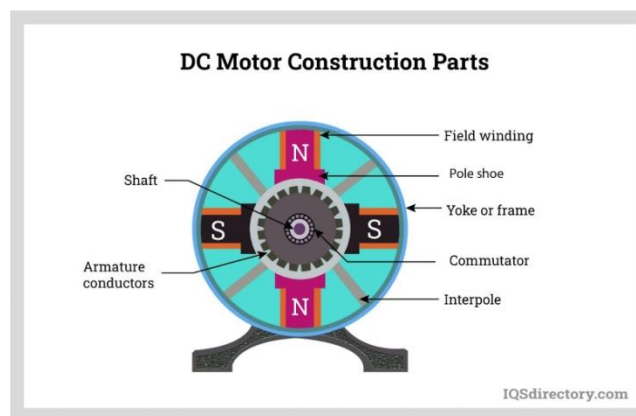 DC Motor Construction Parts
Field winding
N
Pole shoe
Shaft
Yoke or frame
S
S
Armature
conductors
Commutator
Interpole
N
IQSdirectory.com